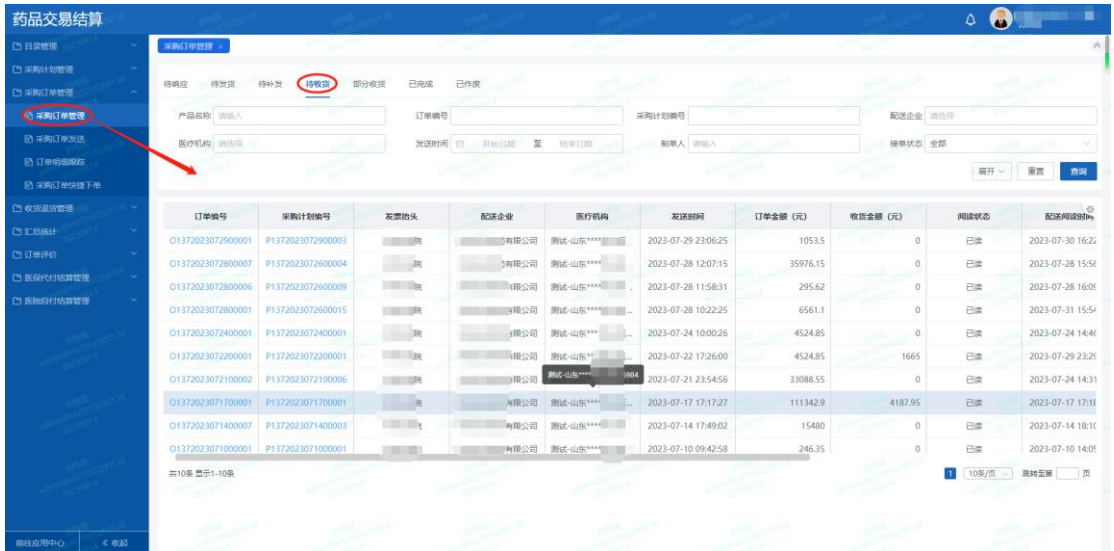 药品交易结算
目录管理
采购计划管理
采购订单管理
采购订单管理
采购订单发送
订单明细跟踪
采购订单快捷下单
收货退货管理
汇总统计
订单评价
医保代付结算管理
医院自付结算管理
前往应用中心 《 收起
采购订单管理 ×
待响应 待发货 待补发 待收货 部分收货 已完成 已作废
产品名称 请输入 订单编号 采购计划编号 配送企业 请选择
医疗机构 请选择 发送时间 开始日期 至 结束日期 制单人 请输入 接单状态 全部
展开 重置 查询
订单编号 采购计划编号 发票抬头 配送企业 医疗机构 发送时间 订单金额 (元) 收货金额 (元) 阅读状态 配送阅读时间
O1372023072900001 P1372023072900003 院 有限公司 测试-山东**** 2023-07-29 23:06:25 1053.5 0 已读 2023-07-30 16:22
O1372023072800007 P1372023072600004 院 有限公司 测试-山东**** 2023-07-28 12:07:15 35976.15 0 已读 2023-07-28 15:56
O1372023072800006 P1372023072600009 院 限公司 测试-山东**** 2023-07-28 11:58:31 295.62 0 已读 2023-07-28 16:09
O1372023072800001 P1372023072600015 院 限公司 测试-山东**** ... 2023-07-28 10:22:25 6561.1 0 已读 2023-07-31 15:54
O1372023072400001 P1372023072400001 院 有限公司 测试-山东*** ... 2023-07-24 10:00:26 4524.85 0 已读 2023-07-24 14:46
O1372023072200001 P1372023072200001 院 限公司 测试-山东** ... 2023-07-22 17:26:00 4524.85 1665 已读 2023-07-29 23:29
O1372023072100002 P1372023072100006 院 限公司 测试-山东**** 984 2023-07-21 23:54:56 33088.55 0 已读 2023-07-24 14:31
O1372023071700001 P1372023071700001 有限公司 测试-山东**** ... 2023-07-17 17:17:27 111342.9 4187.95 已读 2023-07-17 17:18
O1372023071400007 P1372023071400003 有限公司 测试-山东**** 2023-07-14 17:49:02 15480 0 已读 2023-07-14 18:10
O1372023071000001 P1372023071000001 有限公司 测试-山东**** 2023-07-10 09:42:58 246.35 0 已读 2023-07-10 14:05
共10条 显示1-10条 1 10条/页 跳转至第 页